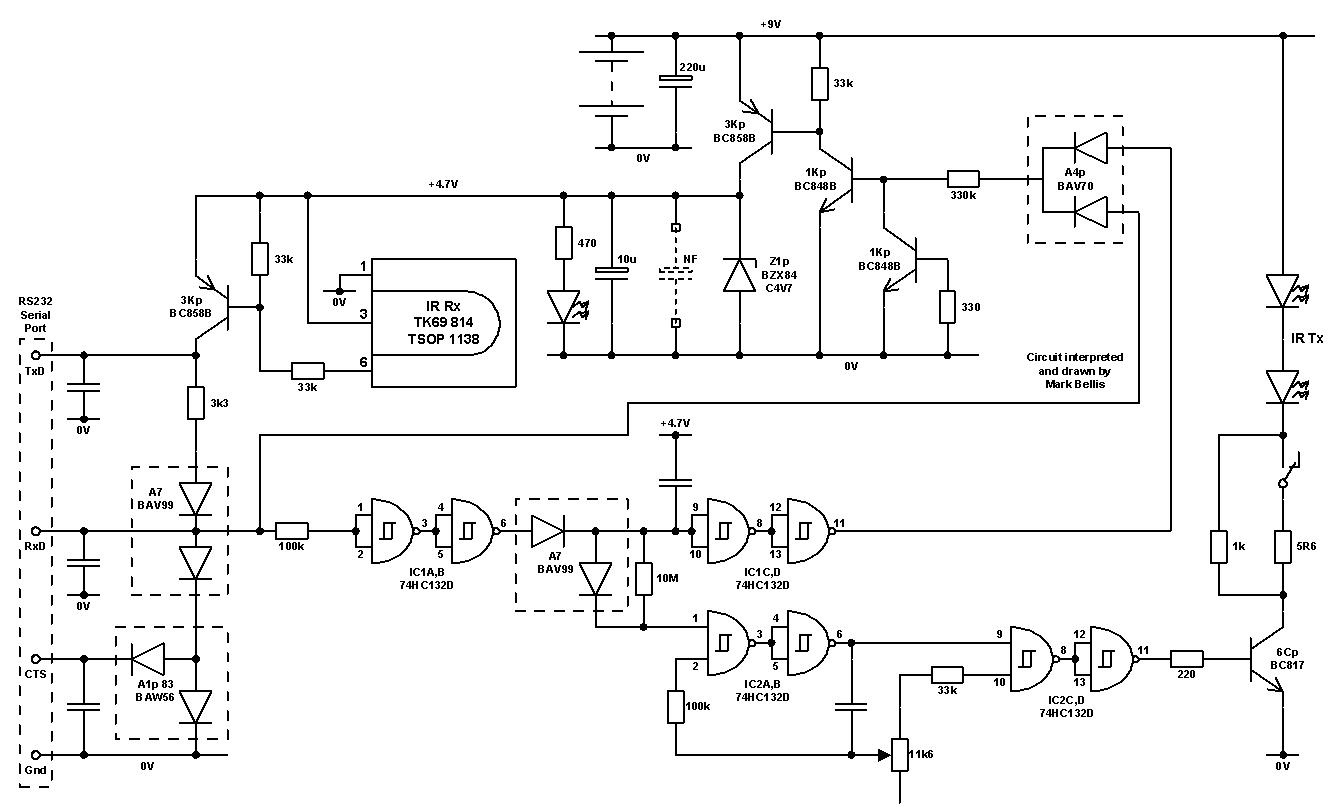 +9V
220u
0V
33k
3Kp
BC858B
1Kp
BC848B
330k
A4p
BAV70
+4.7V
33k
3Kp
BC858B
1
0V
3
6
IR Rx
TK69 814
TSOP 1138
33k
470
10u
NF
Z1p
BZX84
C4V7
1Kp
BC848B
330
0V
RS232
Serial
Port
TxD
0V
3k3
Circuit interpreted
and drawn by
Mark Bellis
IR Tx
+4.7V
A7
BAV99
RxD
0V
100k
1
2
3
4
5
6
IC1A,B
74HC132D
A7
BAV99
10M
9
10
8
12
13
11
IC1C,D
74HC132D
1k
5R6
CTS
A1p 83
BAW56
Gnd
0V
1
2
3
4
5
6
IC2A,B
74HC132D
100k
11k6
33k
9
10
8
12
13
11
IC2C,D
74HC132D
220
6Cp
BC817
0V